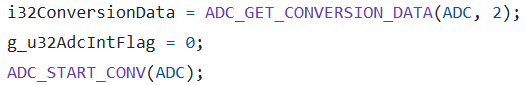 i32ConversionData = ADC_GET_CONVERSION_DATA(ADC, 2);
g_u32AdcIntFlag = 0;
ADC_START_CONV(ADC);